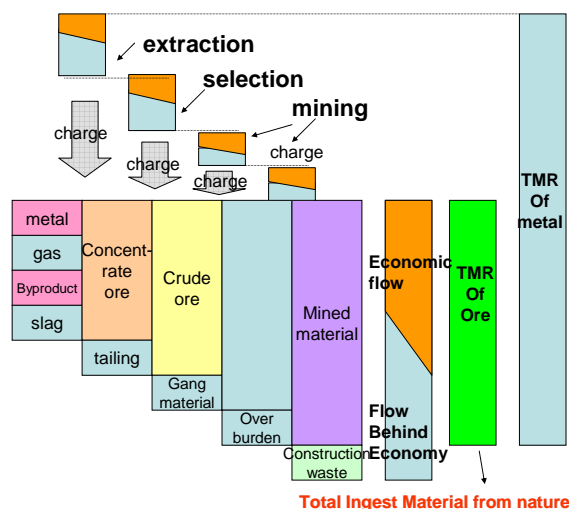 extraction
selection
mining
charge
charge
charge
charge
TMR
Of
metal
metal
gas
Byproduct
slag
Concent-
rate
ore
tailing
Crude
ore
Gang
material
Over
burden
Mined
material
Construction
waste
Economic
flow
Flow
Behind
Economy
TMR
Of
Ore
Total Ingest Material from nature